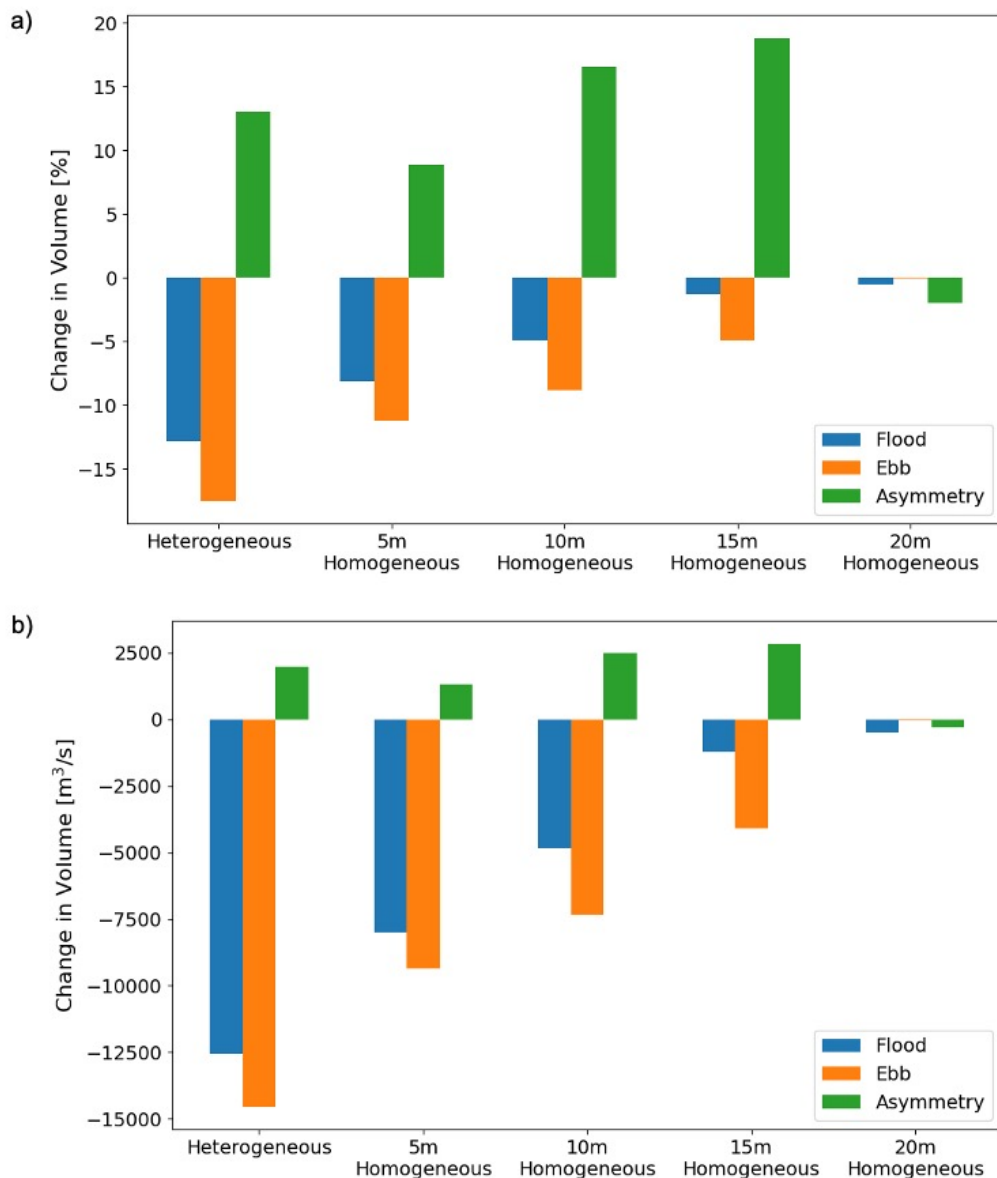 a)
20
15
10
5
0
−5
−10
−15
Change in Volume [%]
Flood
Ebb
Asymmetry
Heterogeneous
5m
Homogeneous
10m
Homogeneous
15m
Homogeneous
20m
Homogeneous
b)
2500
0
−2500
−5000
−7500
−10000
−12500
−15000
Change in Volume [m³/s]
Flood
Ebb
Asymmetry
Heterogeneous
5m
Homogeneous
10m
Homogeneous
15m
Homogeneous
20m
Homogeneous